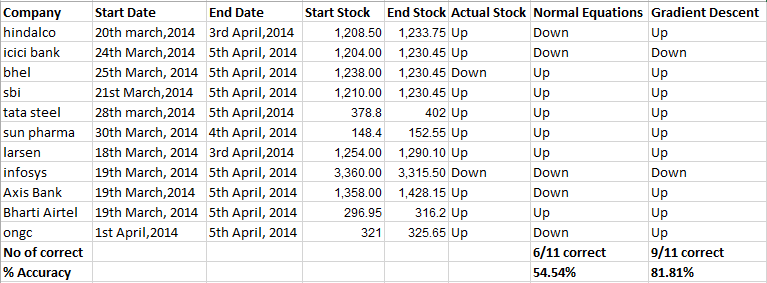 Company Start Date End Date Start Stock End Stock Actual Stock Normal Equations Gradient Descent
hindalco 20th march,2014 3rd April,2014 1,208.50 1,233.75 Up Down Up
icici bank 24th March,2014 5th April, 2014 1,204.00 1,230.45 Up Down Down
bhel 25th March, 2014 5th April, 2014 1,238.00 1,230.45 Down Up Up
sbi 21st March,2014 5th April, 2014 1,210.00 1,230.45 Up Up Up
tata steel 28th march,2014 5th April, 2014 378.8 402 Up Up Up
sun pharma 30th March, 2014 4th April, 2014 148.4 152.55 Up Up Up
larsen 18th March, 2014 3rd April,2014 1,254.00 1,290.10 Up Up Up
infosys 19th March, 2014 5th April, 2014 3,360.00 3,315.50 Down Down Down
Axis Bank 19th March,2014 5th April, 2014 1,358.00 1,428.15 Up Down Up
Bharti Airtel 19th March, 2014 5th April, 2014 296.95 316.2 Up Up Up
ongc 1st April,2014 5th April, 2014 321 325.65 Up Down Up
No of correct 6/11 correct 9/11 correct
% Accuracy 54.54% 81.81%